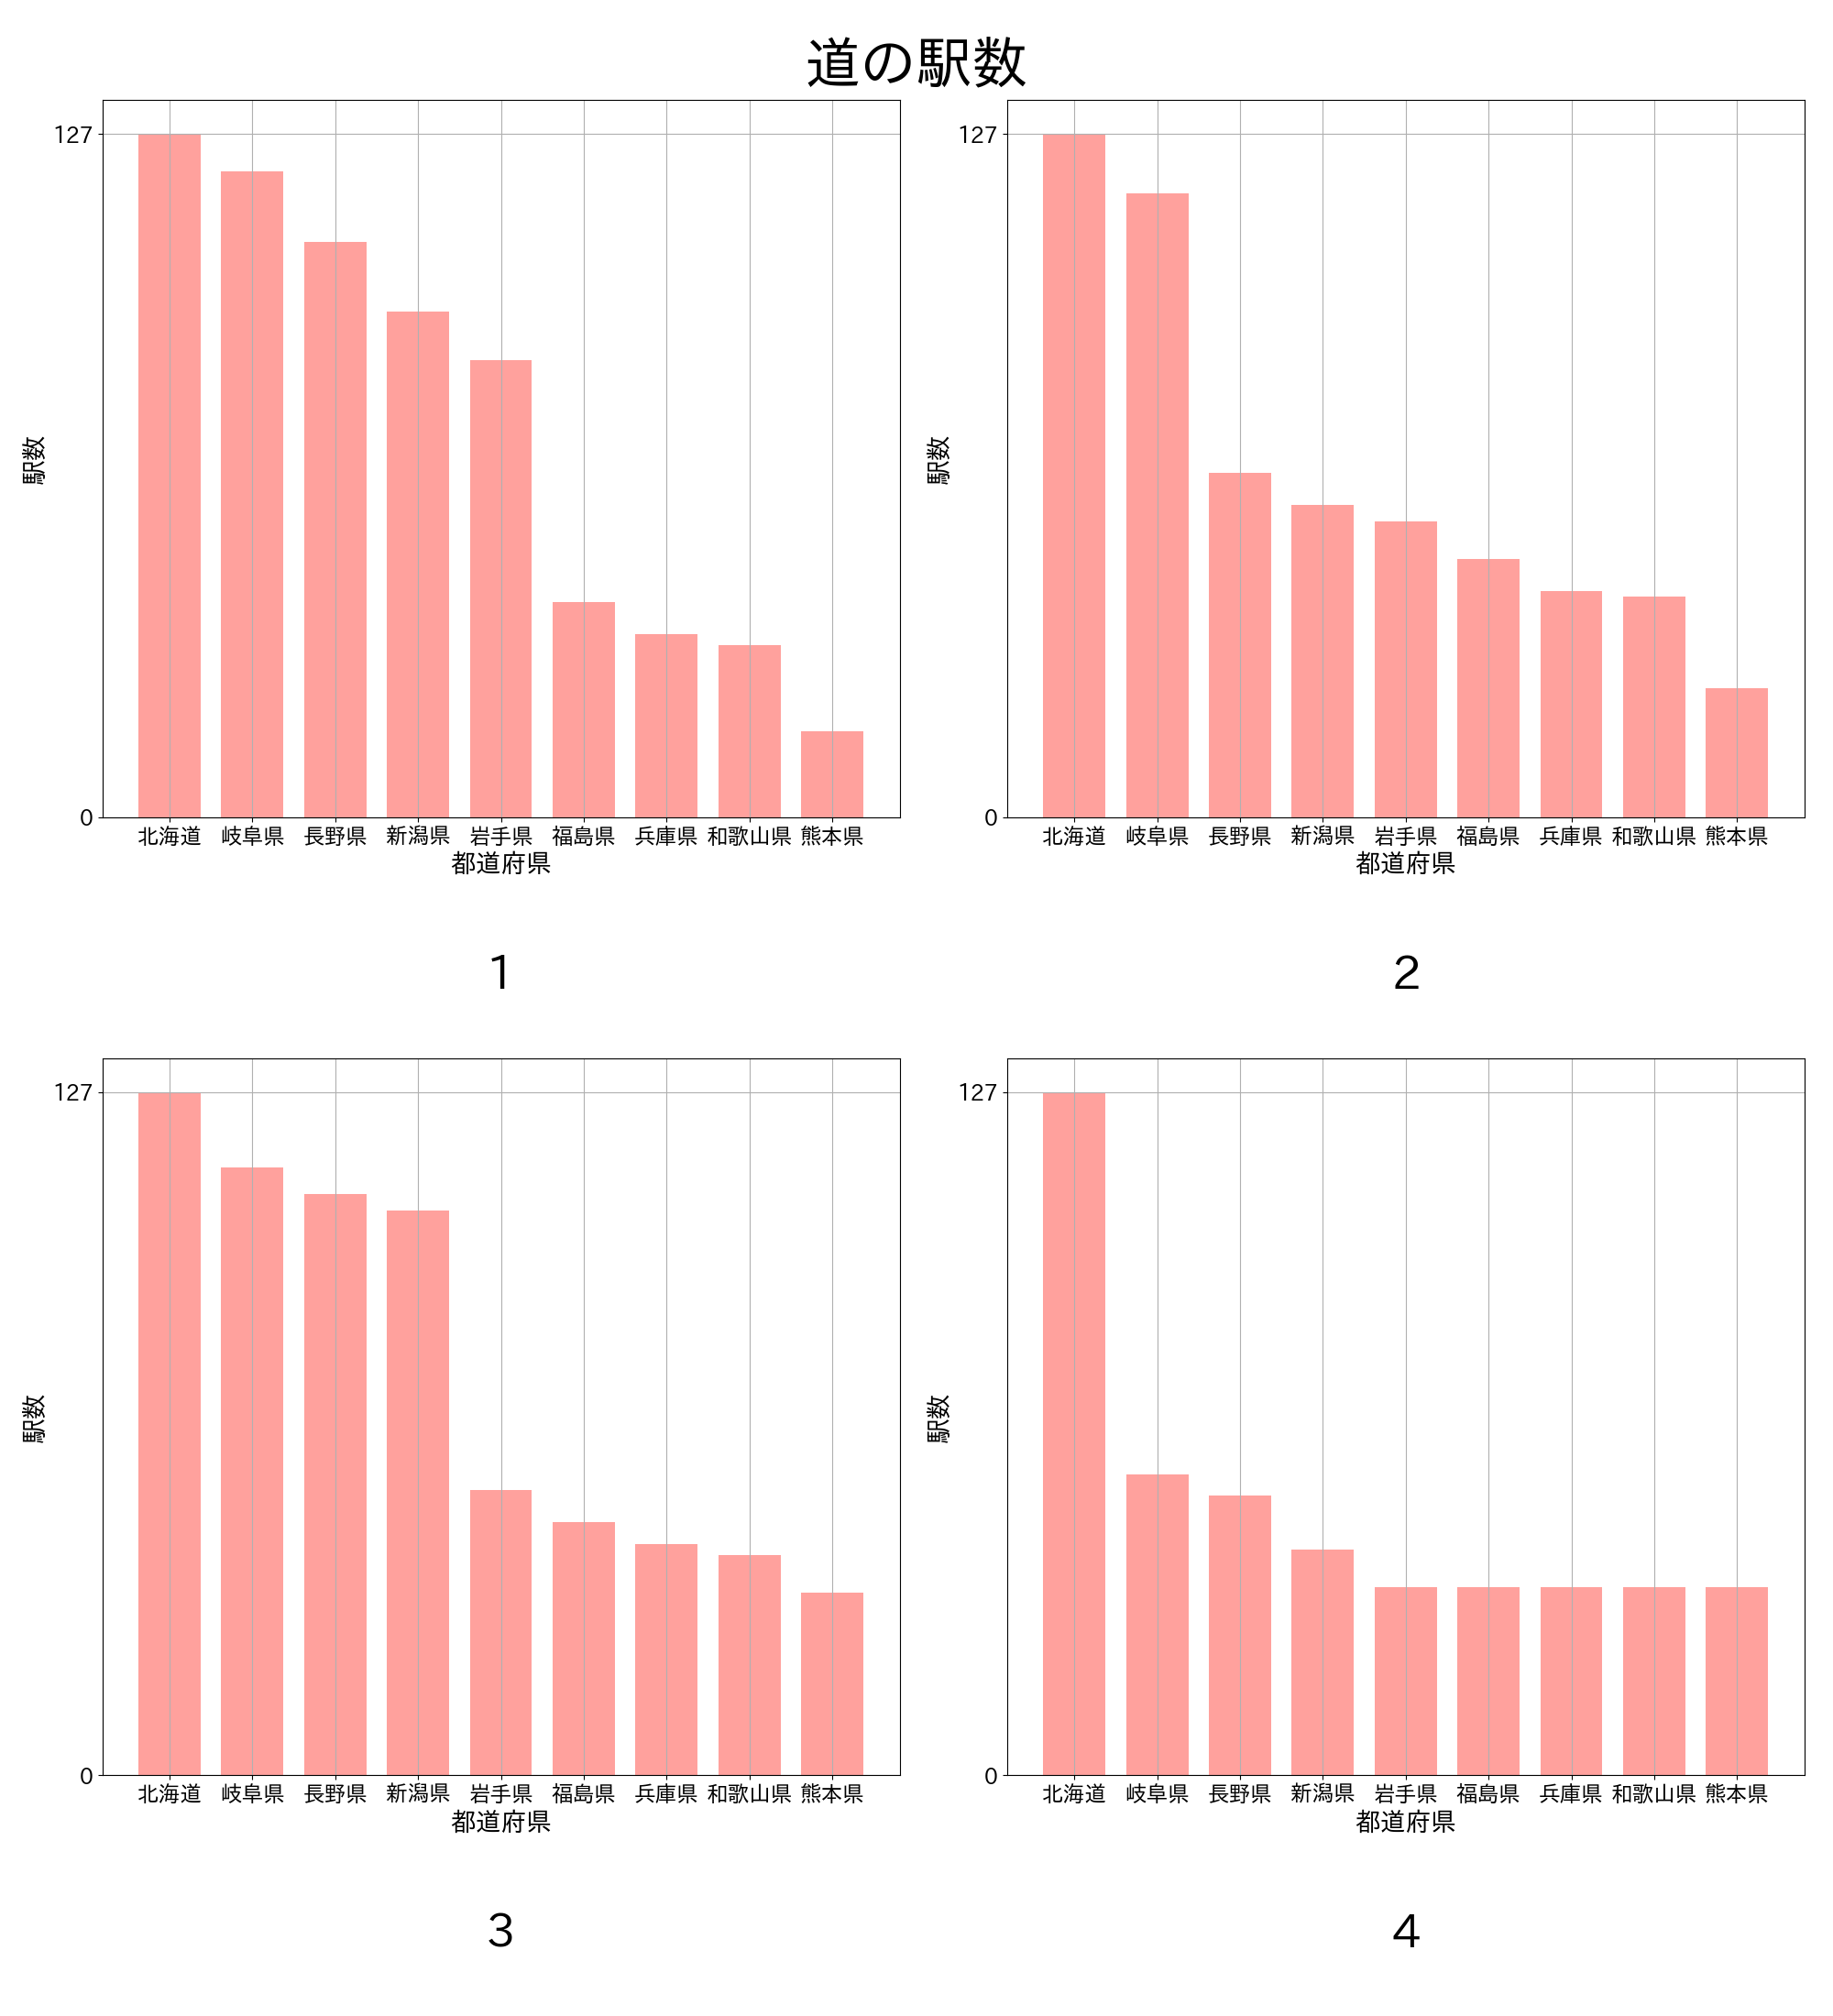 道の駅数
127
駅数
0
北海道 岐阜県 長野県 新潟県 岩手県 福島県 兵庫県 和歌山県 熊本県
都道府県
1
127
駅数
0
北海道 岐阜県 長野県 新潟県 岩手県 福島県 兵庫県 和歌山県 熊本県
都道府県
2
127
駅数
0
北海道 岐阜県 長野県 新潟県 岩手県 福島県 兵庫県 和歌山県 熊本県
都道府県
3
127
駅数
0
北海道 岐阜県 長野県 新潟県 岩手県 福島県 兵庫県 和歌山県 熊本県
都道府県
4